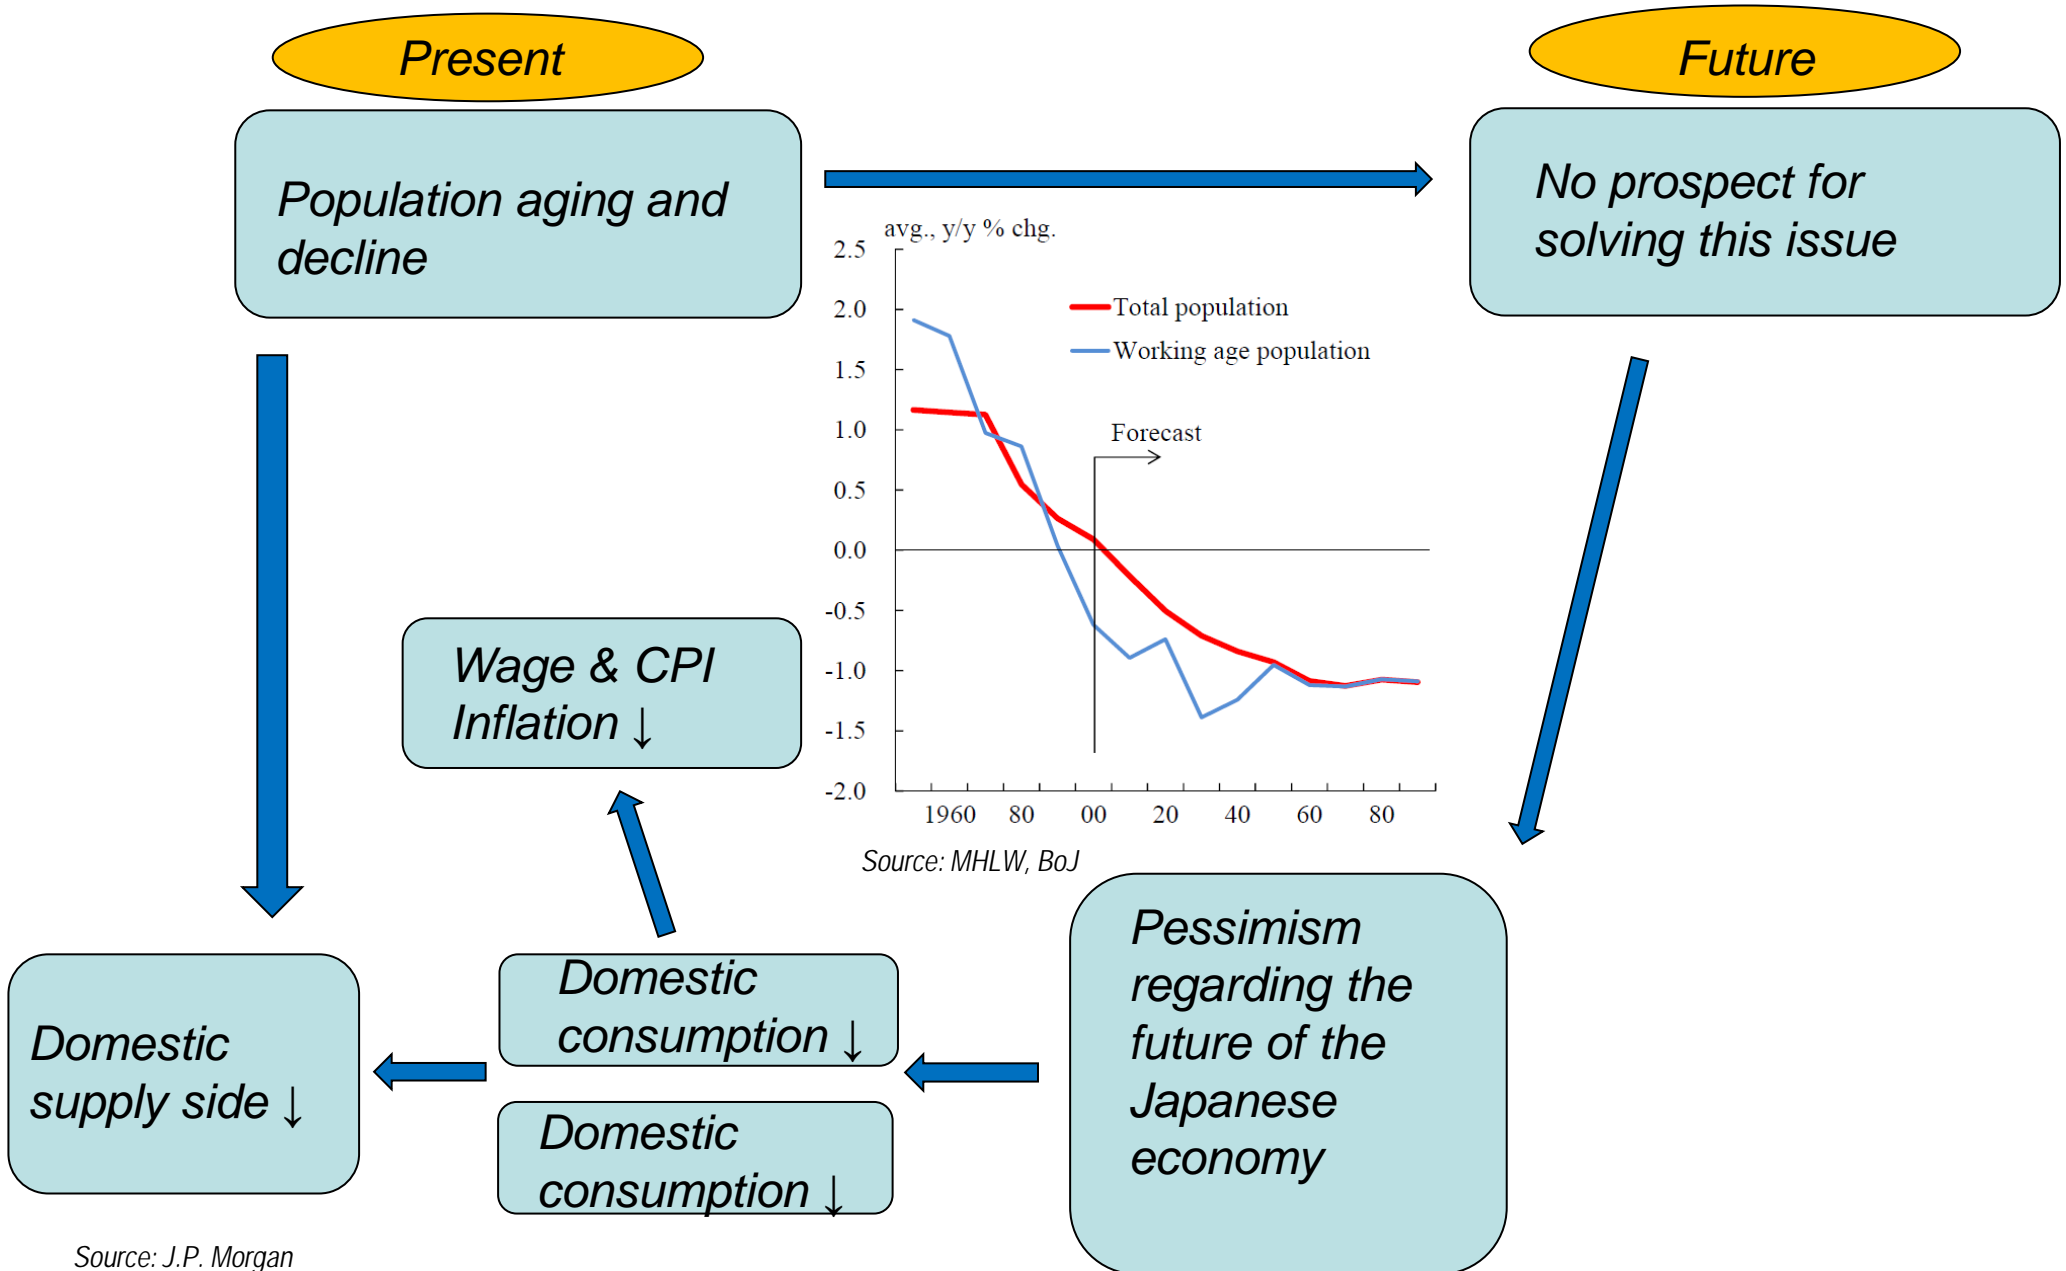 Present
Future
Population aging and
decline
No prospect for
solving this issue
avg., y/y % chg.
2.5
2.0
1.5
1.0
0.5
0.0
-0.5
-1.0
-1.5
-2.0
Total population
Working age population
Forecast
1960 80 00 20 40 60 80
Source: MHLW, BoJ
Wage & CPI
Inflation ↓
Domestic
supply side ↓
Domestic
consumption ↓
Domestic
consumption ↓
Pessimism
regarding the
future of the
Japanese
economy
Source: J.P. Morgan